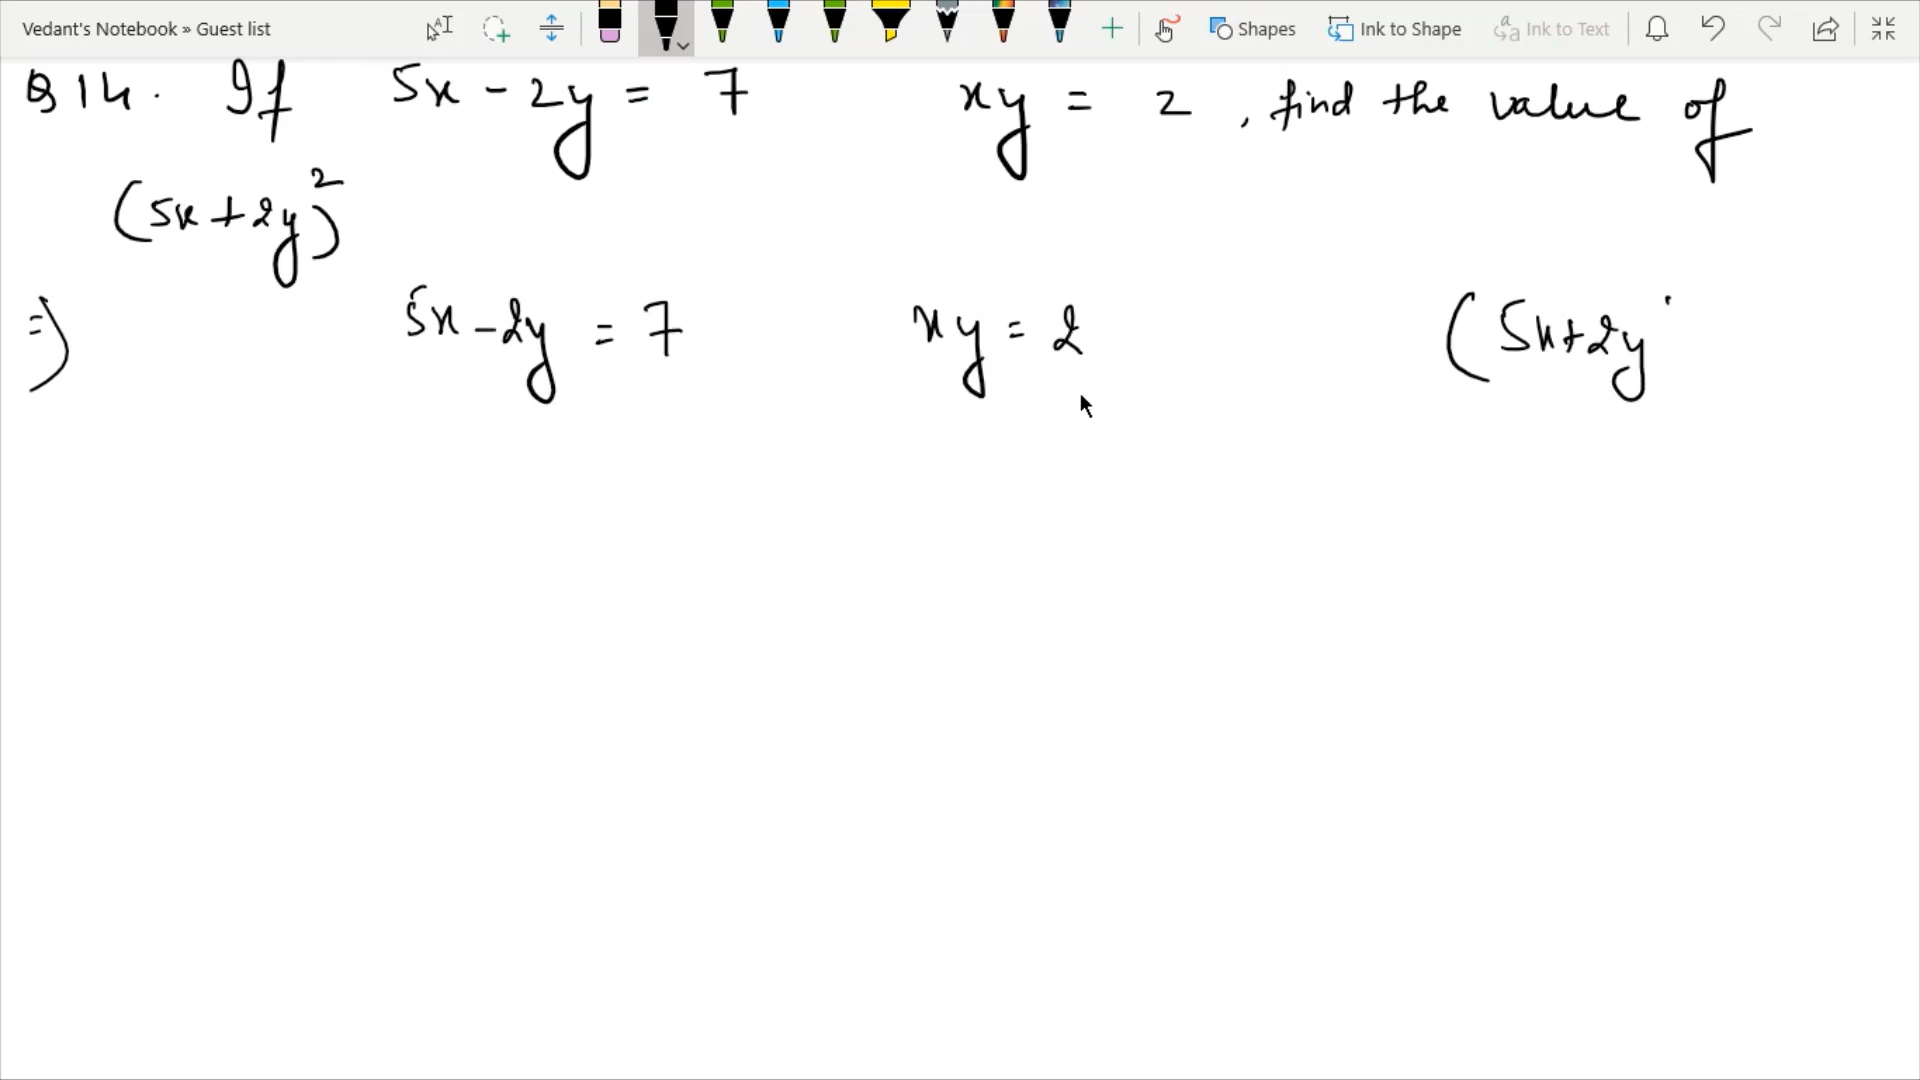 Vedant's Notebook » Guest list Shapes Ink to Shape Ink to Text
Q 14. If 5x - 2y = 7 xy = 2 , find the value of
(5x + 2y)²
⇒) 5x - 2y = 7 xy = 2 (5x + 2y